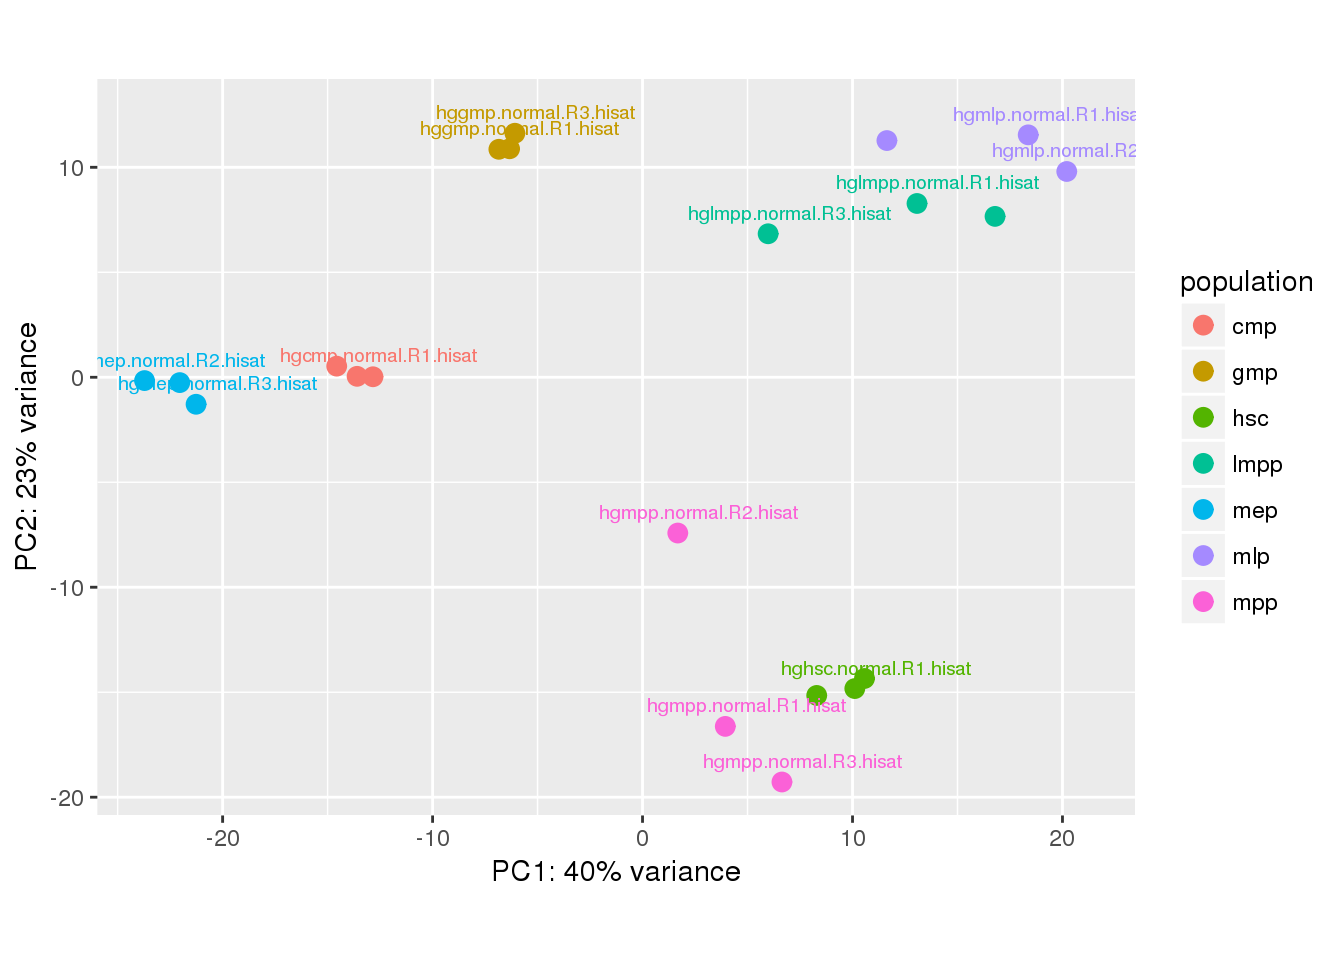 hggmp.normal.R3.hisat
hgmlp.normal.R1.hisa
hggmp.normal.R1.hisat
hgmlp.normal.R2
10
hglmpp.normal.R1.hisat
hglmpp.normal.R3.hisat
population
cmp
gmp
hsc
lmpp
mep
mlp
mpp
hgcmp.normal.R1.hisat
nep.normal.R2.hisat
0
hgmep.normal.R3.hisat
PC2: 23% variance
hgmpp.normal.R2.hisat
-10
hghsc.normal.R1.hisat
hgmpp.normal.R1.hisat
hgmpp.normal.R3.hisat
-20
-20 -10 0 10 20
PC1: 40% variance